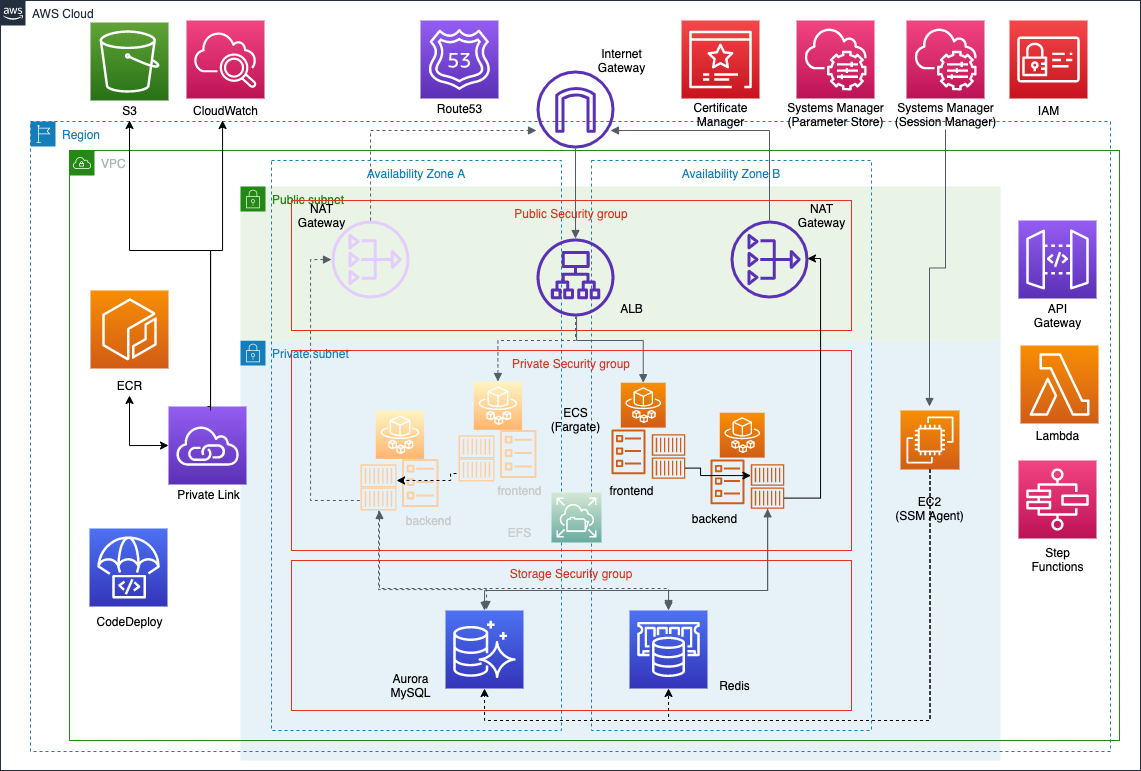 aws
AWS Cloud
S3
CloudWatch
Route53
53
Internet
Gateway
Certificate
Manager
Systems Manager
(Parameter Store)
Systems Manager
(Session Manager)
IAM
Region
VPC
Availability Zone A
Availability Zone B
Public subnet
Public Security group
NAT
Gateway
NAT
Gateway
ALB
API
Gateway
</>
Private subnet
Private Security group
ECR
ECS
(Fargate)
Lambda
frontend
frontend
backend
backend
EFS
Private Link
EC2
(SSM Agent)
Step
Functions
CodeDeploy
</>
Storage Security group
Aurora
MySQL
Redis